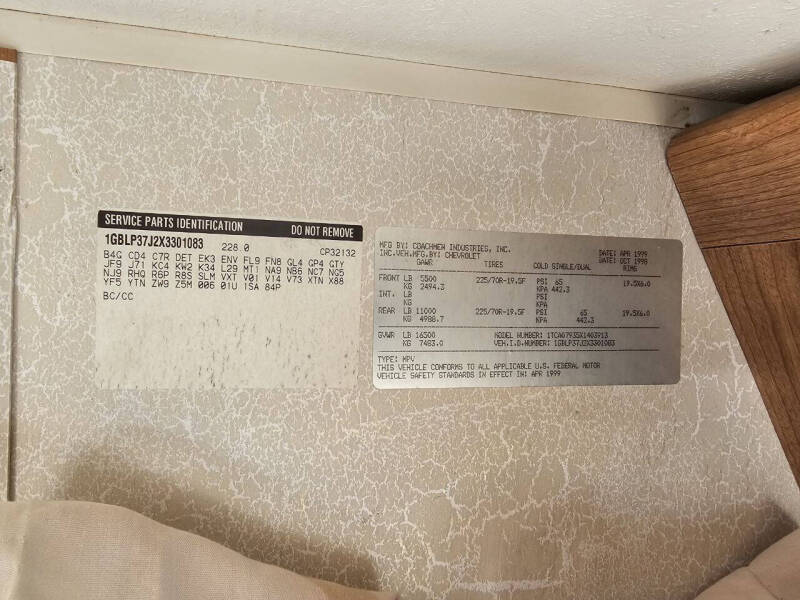 SERVICE PARTS IDENTIFICATION DO NOT REMOVE
1GBLP37J2X3301083 228.0 CP32132
B4G CD4 C7R DET EK3 ENV FL9 FN8 GL4 GP4 GTY
JF9 J71 KC4 KW2 K34 L29 MT1 NA9 NB6 NC7 NG5
NJ9 RHQ R6P R8S SLM VXT V01 V14 V73 XTN X88
YF5 YTN ZW9 Z5M 006 01U 1SA 84P
BC/CC
MFG BY: COACHMEN INDUSTRIES, INC. DATE: APR 1999
INC.VEH.MFG.BY: CHEVROLET DATE: OCT 1998
GAWR TIRES COLD SINGLE/DUAL RIMS
FRONT LB 5500 225/70R-19.5F PSI 65 19.5X6.0
KG 2494.3 KPA 442.3
INT. LB PSI
KG KPA
REAR LB 11000 225/70R-19.5F PSI 65 19.5X6.0
KG 4988.7 KPA 442.3
GVWR LB 16500 MODEL NUMBER: 1TCA07935X1403913
KG 7483.0 VEH.I.D.NUMBER: 1GBLP37J2X3301083
TYPE: MPV
THIS VEHICLE CONFORMS TO ALL APPLICABLE U.S. FEDERAL MOTOR
VEHICLE SAFETY STANDARDS IN EFFECT IN: APR 1999